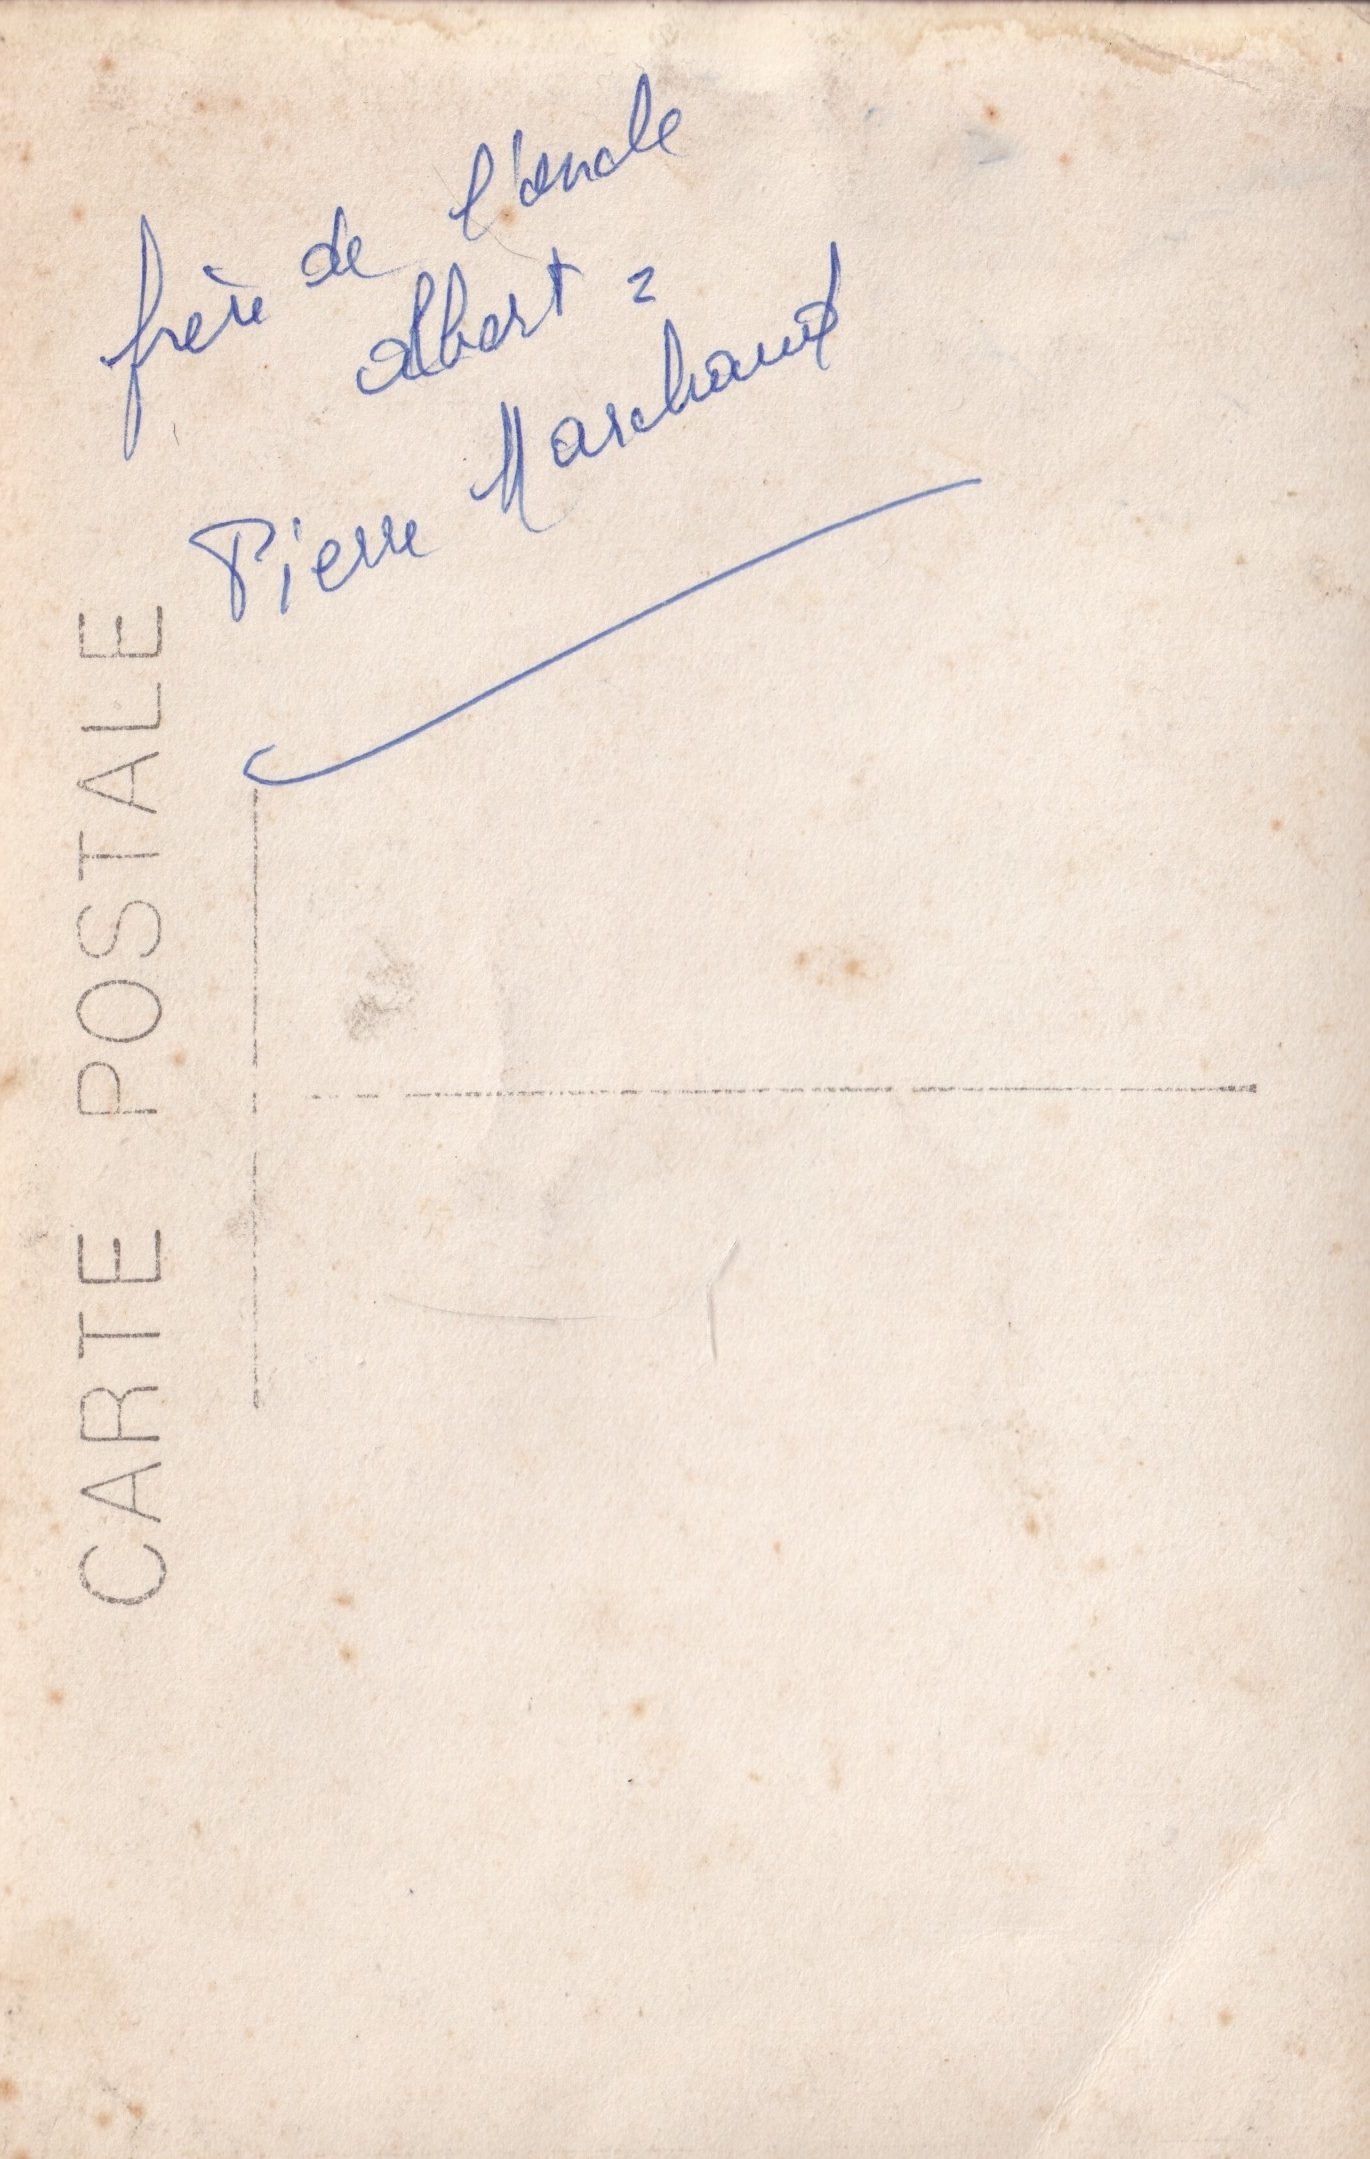 frère de l'oncle
Albert =
Pierre Marchand
CARTE POSTALE